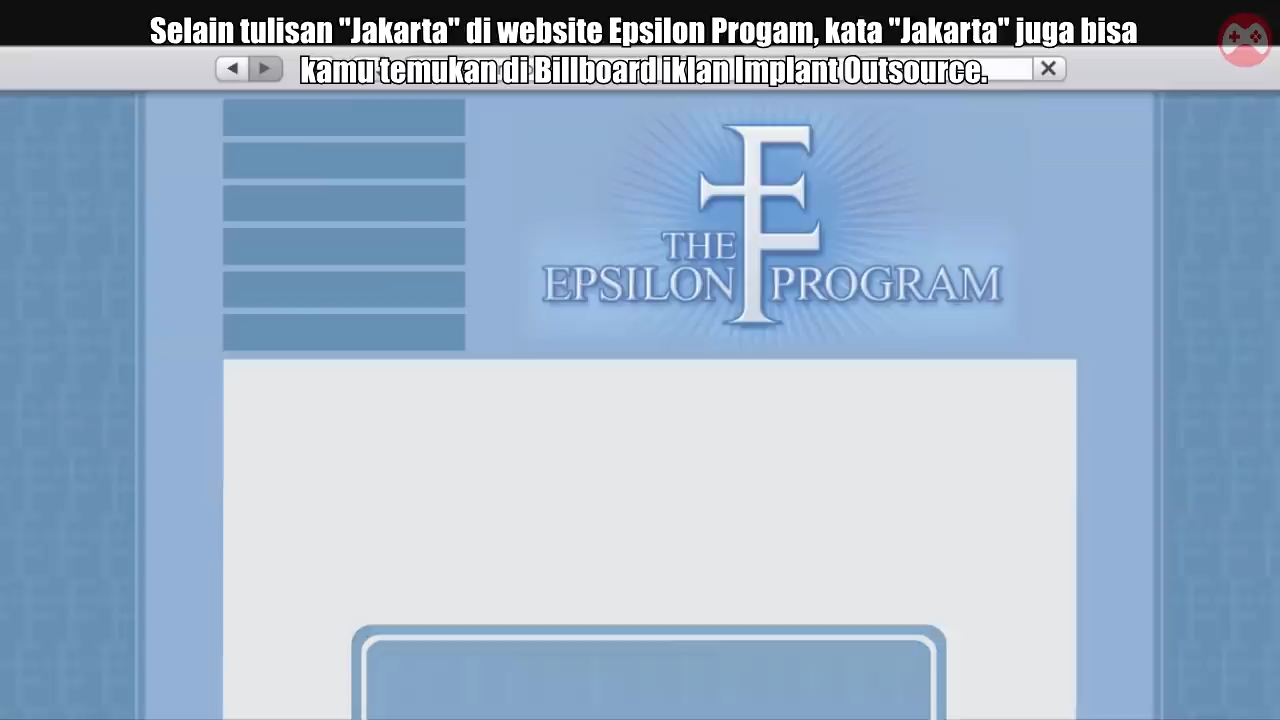 Selain tulisan "Jakarta" di website Epsilon Progam, kata "Jakarta" juga bisa
kamu temukan di Billboard iklan Implant Outsource.
THE
EPSILON PROGRAM